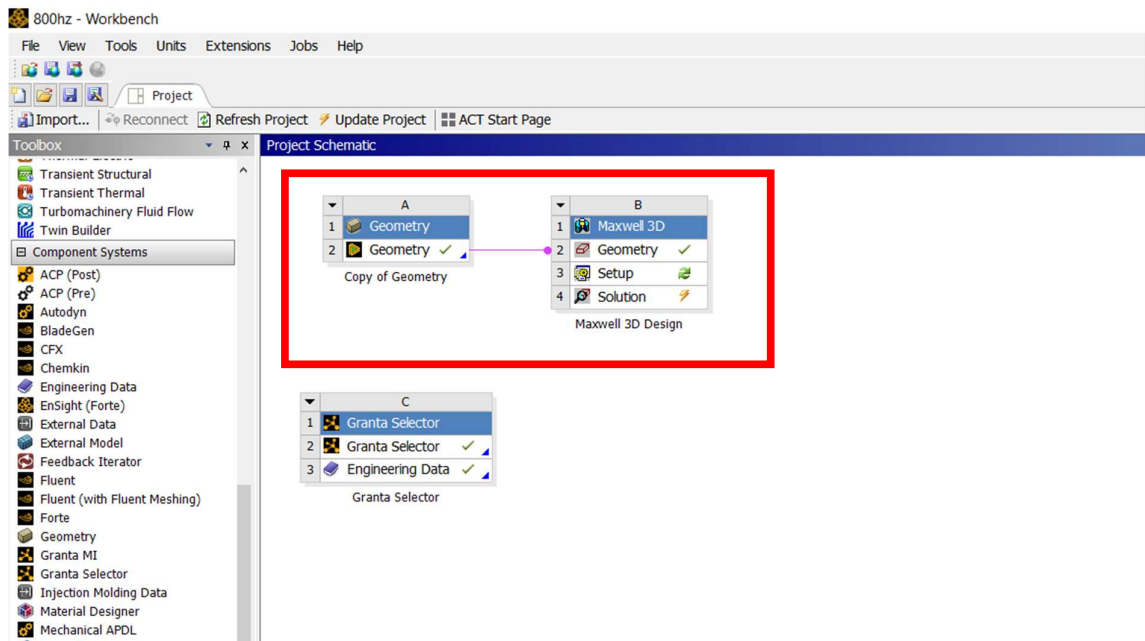 800hz - Workbench
File View Tools Units Extensions Jobs Help
Project
Import... Reconnect Refresh Project Update Project ACT Start Page
Toolbox
Project Schematic
Thermal-Electric
Transient Structural
Transient Thermal
Turbomachinery Fluid Flow
Twin Builder
Component Systems
ACP (Post)
ACP (Pre)
Autodyn
BladeGen
CFX
Chemkin
Engineering Data
EnSight (Forte)
External Data
External Model
Feedback Iterator
Fluent
Fluent (with Fluent Meshing)
Forte
Geometry
Granta MI
Granta Selector
Injection Molding Data
Material Designer
Mechanical APDL
A
1 Geometry
2 Geometry
Copy of Geometry
B
1 Maxwell 3D
2 Geometry
3 Setup
4 Solution
Maxwell 3D Design
C
1 Granta Selector
2 Granta Selector
3 Engineering Data
Granta Selector